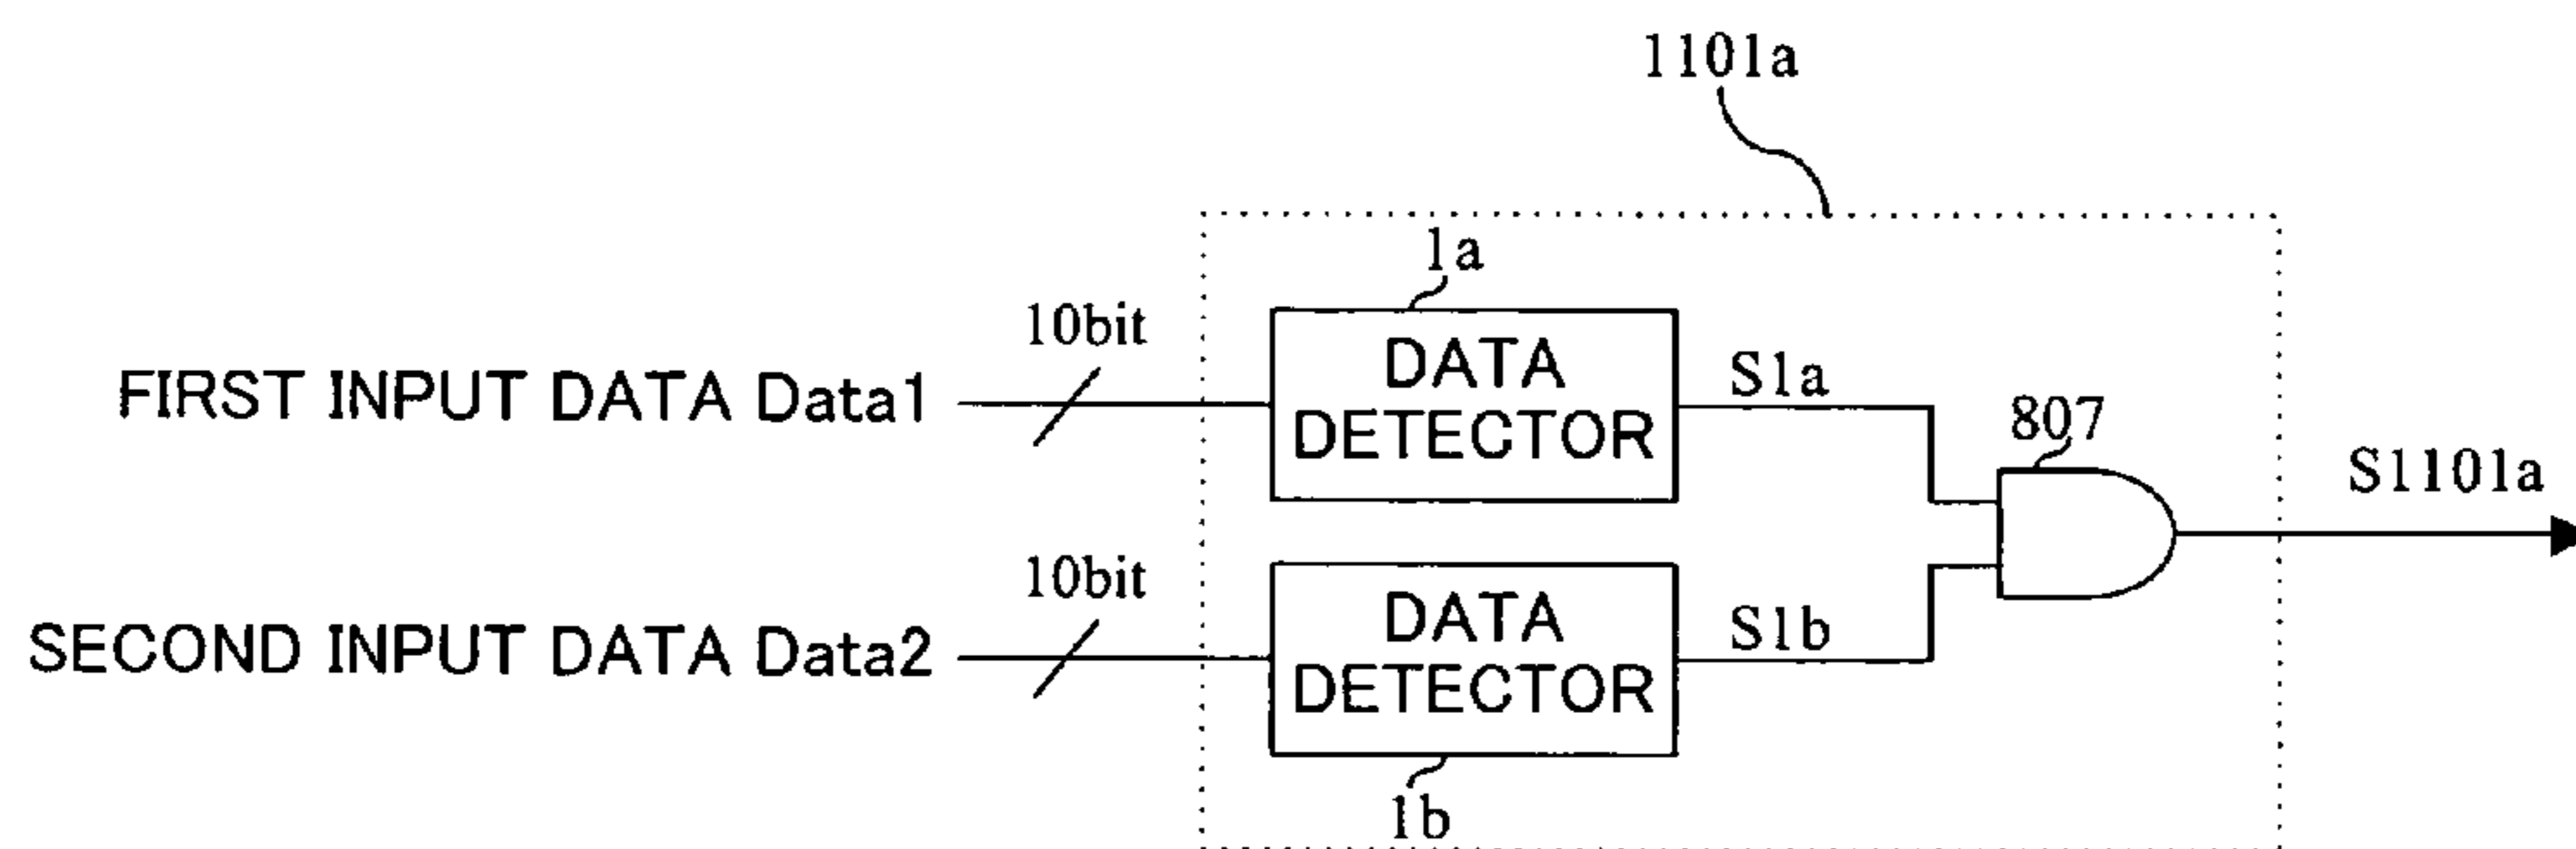 1101a
1a
10bit
FIRST INPUT DATA Data1
DATA
DETECTOR
S1a
807
S1101a
10bit
SECOND INPUT DATA Data2
DATA
DETECTOR
S1b
1b